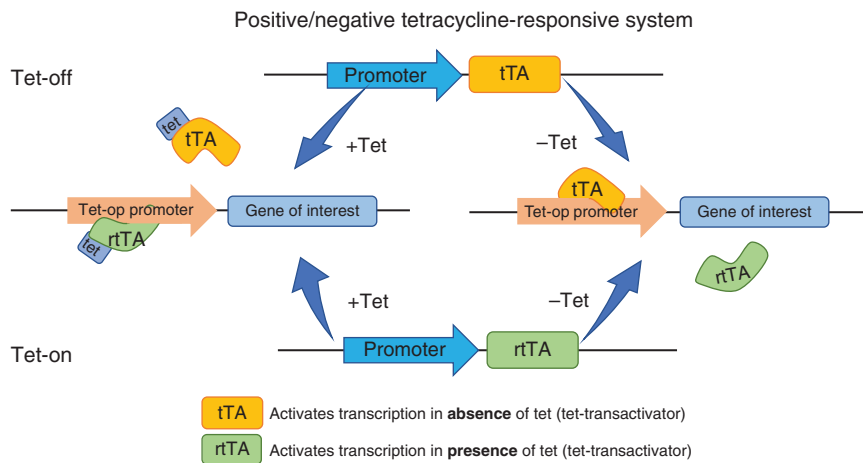 Positive/negative tetracycline-responsive system
Tet-off
Promoter
tTA
tet
tTA
+Tet
–Tet
tTA
Tet-op promoter
Gene of interest
Tet-op promoter
Gene of interest
rtTA
tet
rtTA
+Tet
–Tet
Tet-on
Promoter
rtTA
tTA Activates transcription in absence of tet (tet-transactivator)
rtTA Activates transcription in presence of tet (tet-transactivator)